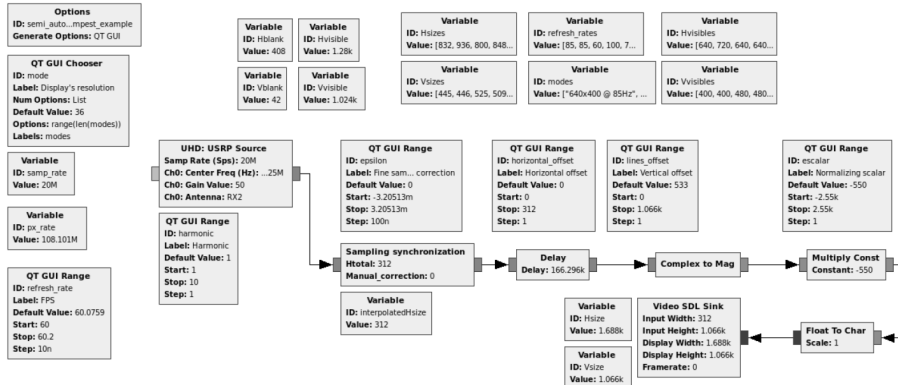 Options
ID: semi_auto...mpest_example
Generate Options: QT GUI
QT GUI Chooser
ID: mode
Label: Display's resolution
Num Options: List
Default Value: 36
Options: range(len(modes))
Labels: modes
Variable
ID: samp_rate
Value: 20M
Variable
ID: px_rate
Value: 108.101M
QT GUI Range
ID: refresh_rate
Label: FPS
Default Value: 60.0759
Start: 60
Stop: 60.2
Step: 10n
Variable
ID: Hblank
Value: 408
Variable
ID: Hvisible
Value: 1.28k
Variable
ID: Vblank
Value: 42
Variable
ID: Vvisible
Value: 1.024k
Variable
ID: Hsizes
Value: [832, 936, 800, 848...
Variable
ID: refresh_rates
Value: [85, 85, 60, 100, 7...
Variable
ID: Hvisibles
Value: [640, 720, 640, 640...
Variable
ID: Vsizes
Value: [445, 446, 525, 509...
Variable
ID: modes
Value: ["640x400 @ 85Hz", ...
Variable
ID: Vvisibles
Value: [400, 400, 480, 480...
UHD: USRP Source
Samp Rate (Sps): 20M
Ch0: Center Freq (Hz): ...25M
Ch0: Gain Value: 50
Ch0: Antenna: RX2
QT GUI Range
ID: harmonic
Label: Harmonic
Default Value: 1
Start: 1
Stop: 10
Step: 1
QT GUI Range
ID: epsilon
Label: Fine sam... correction
Default Value: 0
Start: -3.20513m
Stop: 3.20513m
Step: 100n
QT GUI Range
ID: horizontal_offset
Label: Horizontal offset
Default Value: 0
Start: 0
Stop: 312
Step: 1
QT GUI Range
ID: lines_offset
Label: Vertical offset
Default Value: 533
Start: 0
Stop: 1.066k
Step: 1
QT GUI Range
ID: escalar
Label: Normalizing scalar
Default Value: -550
Start: -2.55k
Stop: 2.55k
Step: 1
Sampling synchronization
Htotal: 312
Manual_correction: 0
Delay
Delay: 166.296k
Complex to Mag
Multiply Const
Constant: -550
Variable
ID: interpolatedHsize
Value: 312
Variable
ID: Hsize
Value: 1.688k
Variable
ID: Vsize
Value: 1.066k
Video SDL Sink
Input Width: 312
Input Height: 1.066k
Display Width: 1.688k
Display Height: 1.066k
Framerate: 0
Float To Char
Scale: 1